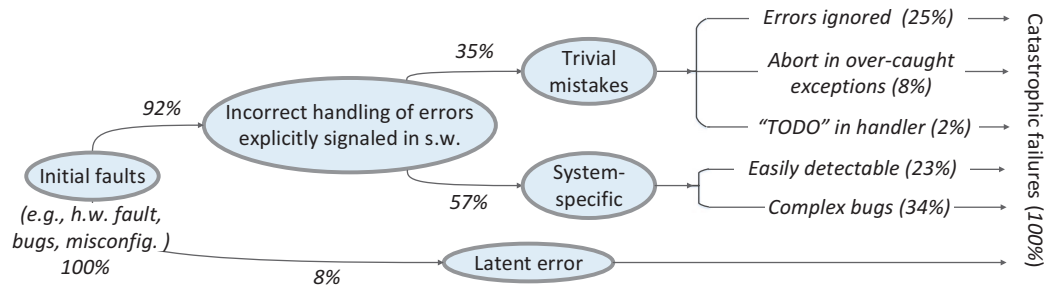 Initial faults
(e.g., h.w. fault,
bugs, misconfig. )
100%
92%
8%
Incorrect handling of errors
explicitly signaled in s.w.
35%
57%
Trivial
mistakes
System-
specific
Latent error
Errors ignored (25%)
Abort in over-caught
exceptions (8%)
“TODO” in handler (2%)
Easily detectable (23%)
Complex bugs (34%)
Catastrophic failures (100%)